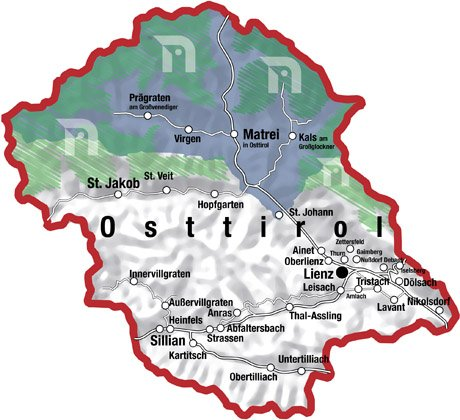 Prägraten
am Großvenediger
Virgen
Matrei
in Osttirol
Kals am
Großglockner
St. Jakob
St. Veit
Hopfgarten
St. Johann
Osttirol
Zettersfeld
Ainet
Thurn
Gaimberg
Oberlienz
Nußdorf Debant
Iselsberg
Lienz
Dölsach
Leisach
Tristach
Amlach
Nikolsdorf
Lavant
Innervillgraten
Außervillgraten
Anras
Thal-Assling
Heinfels
Abfaltersbach
Strassen
Sillian
Kartitsch
Untertilliach
Obertilliach